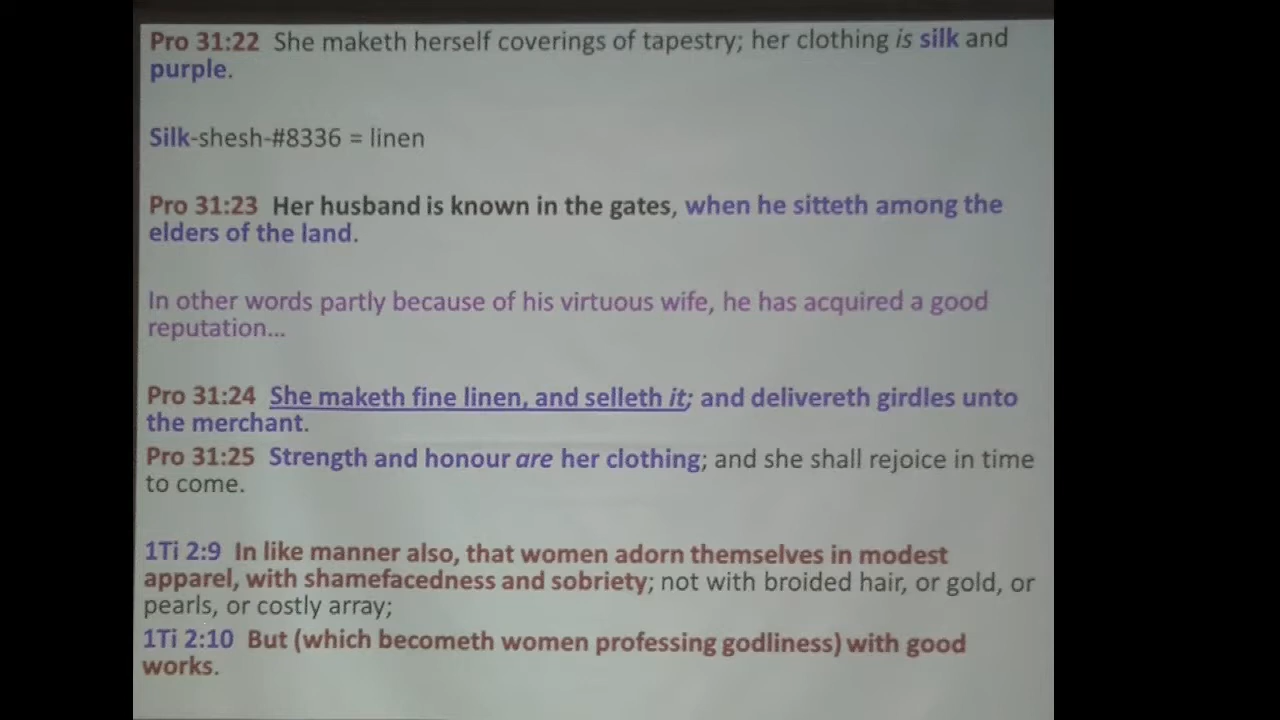 Pro 31:22 She maketh herself coverings of tapestry; her clothing is silk and
purple.
Silk-shesh-#8336 = linen
Pro 31:23 Her husband is known in the gates, when he sitteth among the
elders of the land.
In other words partly because of his virtuous wife, he has acquired a good
reputation...
Pro 31:24 She maketh fine linen, and selleth it; and delivereth girdles unto
the merchant.
Pro 31:25 Strength and honour are her clothing; and she shall rejoice in time
to come.
1Ti 2:9 In like manner also, that women adorn themselves in modest
apparel, with shamefacedness and sobriety; not with broided hair, or gold, or
pearls, or costly array;
1Ti 2:10 But (which becometh women professing godliness) with good
works.